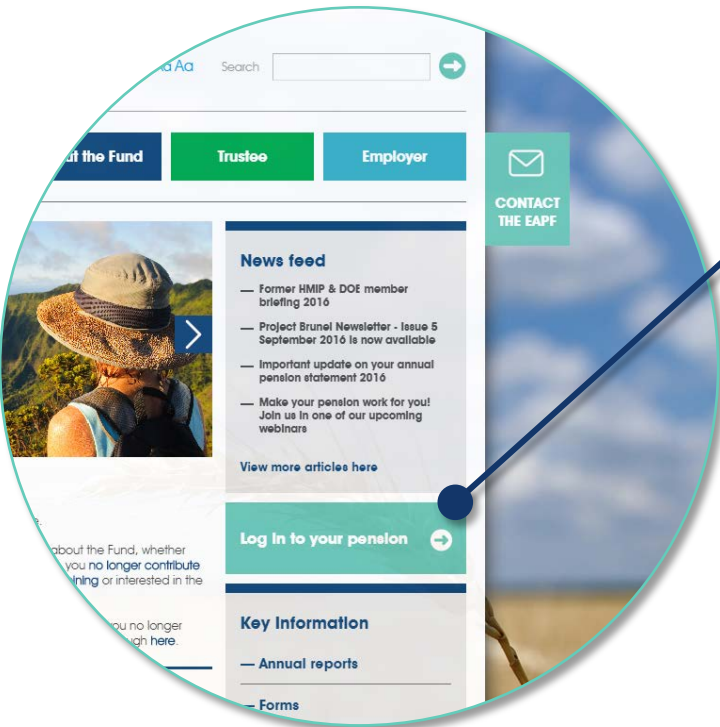 Aa Search
the Fund Trustee Employer
CONTACT
THE EAPF
News feed
— Former HMIP & DOE member
briefing 2016
— Project Brunel Newsletter - Issue 5
September 2016 is now available
— Important update on your annual
pension statement 2016
— Make your pension work for you!
Join us in one of our upcoming
webinars
View more articles here
Log in to your pension
about the Fund, whether
you no longer contribute
or interested in the
you no longer
here.
Key Information
— Annual reports
— Forms